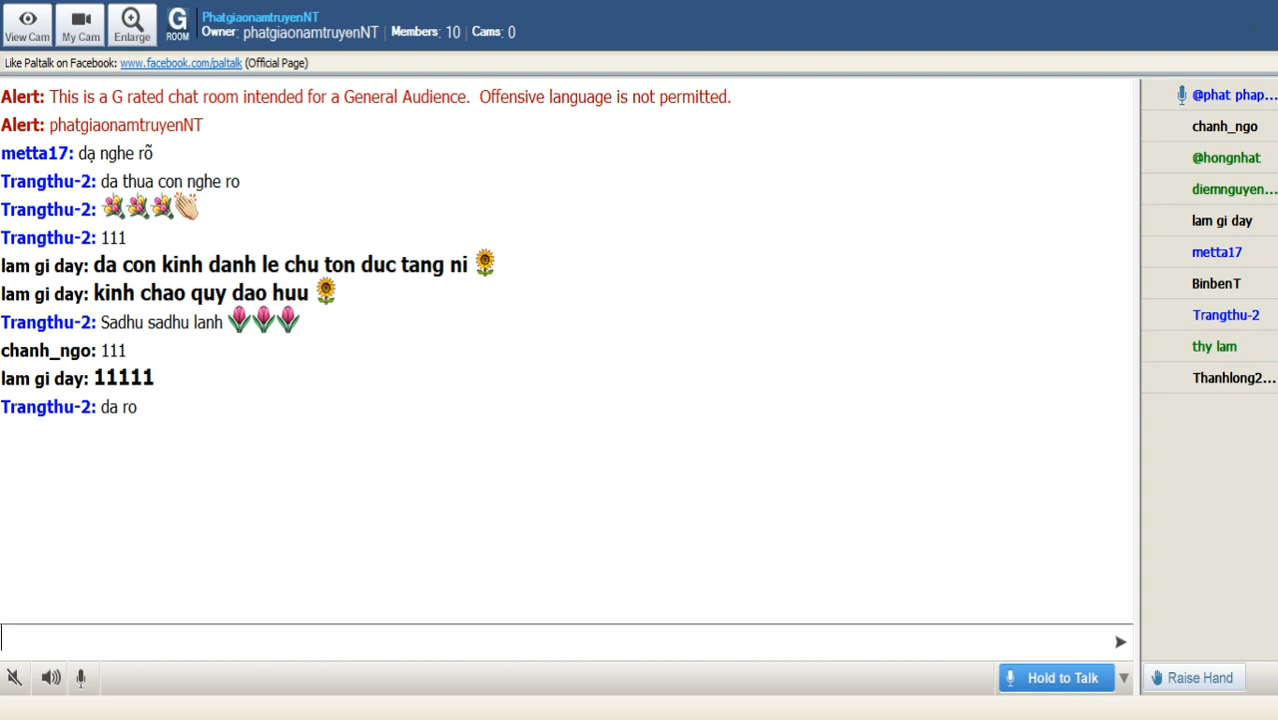 View Cam
My Cam
Enlarge
G
ROOM
PhatgiaonamtruyenNT
Owner: phatgiaonamtruyenNT Members: 10 Cams: 0
Like Paltalk on Facebook: www.facebook.com/paltalk (Official Page)
Alert: This is a G rated chat room intended for a General Audience. Offensive language is not permitted.
Alert: phatgiaonamtruyenNT
metta17: dạ nghe rõ
Trangthu-2: da thua con nghe ro
Trangthu-2:
Trangthu-2: 111
lam gi day: da con kinh danh le chu ton duc tang ni
lam gi day: kinh chao quy dao huu
Trangthu-2: Sadhu sadhu lanh
chanh_ngo: 111
lam gi day: 11111
Trangthu-2: da ro
@phat phap...
chanh_ngo
@hongnhat
diemnguyen...
lam gi day
metta17
BinbenT
Trangthu-2
thy lam
Thanhlong2...
Hold to Talk
Raise Hand